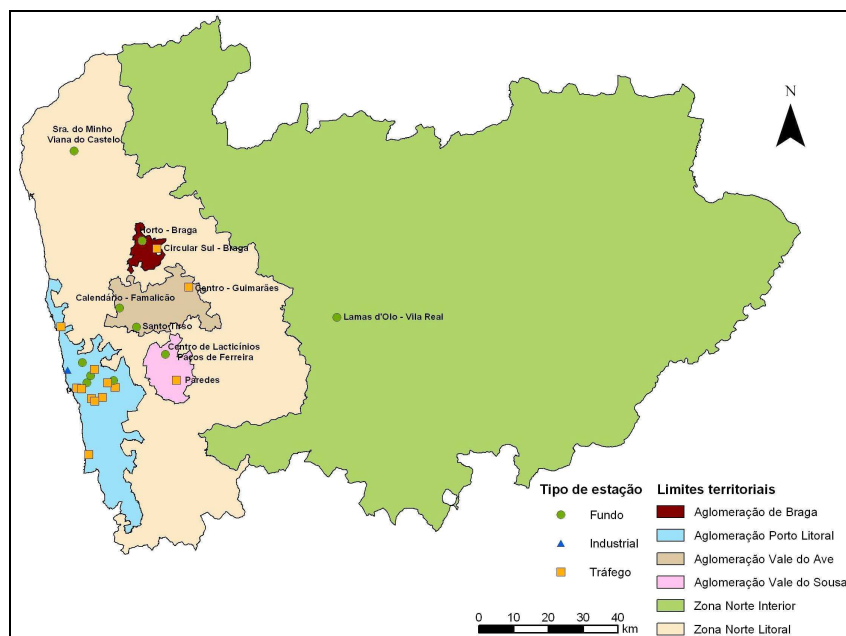 N
Sra. do Minho
Viana do Castelo
Horto - Braga
Circular Sul - Braga
Centro - Guimarães
Calendário - Famalicão
Santo Tirso
Lamas d'Olo - Vila Real
Centro de Lacticínios
Paços de Ferreira
Paredes
Tipo de estação
Fundo
Industrial
Tráfego
Limites territoriais
Aglomeração de Braga
Aglomeração Porto Litoral
Aglomeração Vale do Ave
Aglomeração Vale do Sousa
Zona Norte Interior
Zona Norte Litoral
0 10 20 30 40
km